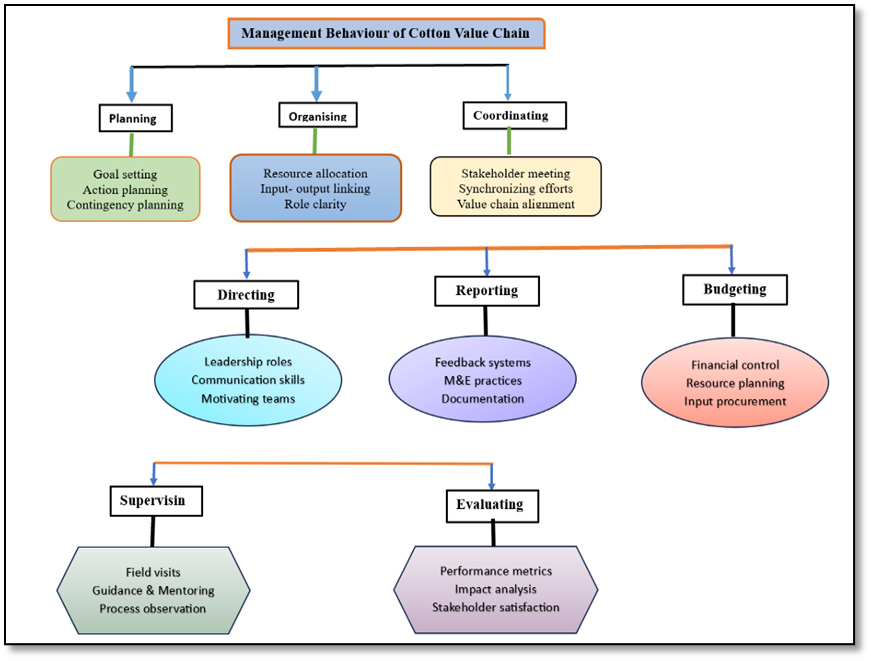 Management Behaviour of Cotton Value Chain
Planning
Organising
Coordinating
Goal setting
Action planning
Contingency planning
Resource allocation
Input- output linking
Role clarity
Stakeholder meeting
Synchronizing efforts
Value chain alignment
Directing
Reporting
Budgeting
Leadership roles
Communication skills
Motivating teams
Feedback systems
M&E practices
Documentation
Financial control
Resource planning
Input procurement
Supervisin
Evaluating
Field visits
Guidance & Mentoring
Process observation
Performance metrics
Impact analysis
Stakeholder satisfaction